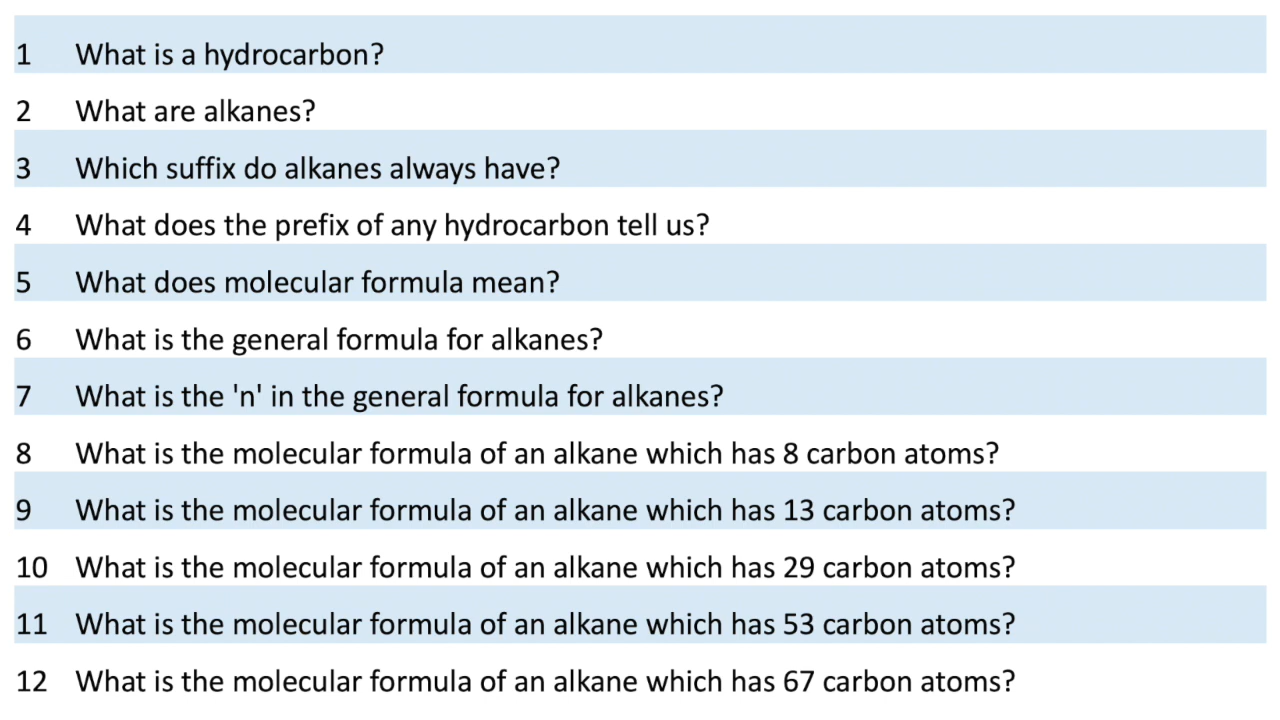 1 What is a hydrocarbon?
2 What are alkanes?
3 Which suffix do alkanes always have?
4 What does the prefix of any hydrocarbon tell us?
5 What does molecular formula mean?
6 What is the general formula for alkanes?
7 What is the 'n' in the general formula for alkanes?
8 What is the molecular formula of an alkane which has 8 carbon atoms?
9 What is the molecular formula of an alkane which has 13 carbon atoms?
10 What is the molecular formula of an alkane which has 29 carbon atoms?
11 What is the molecular formula of an alkane which has 53 carbon atoms?
12 What is the molecular formula of an alkane which has 67 carbon atoms?